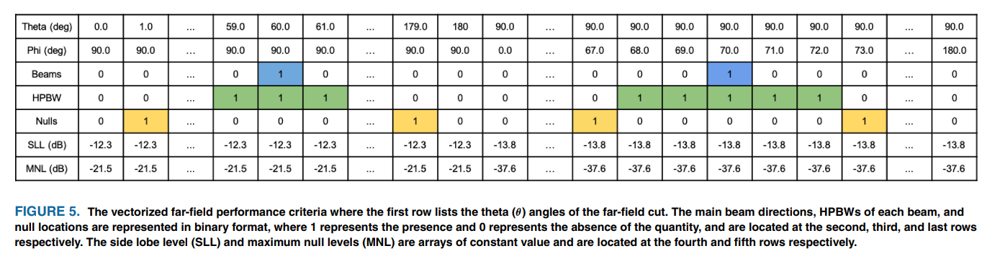 Theta (deg) 0.0 1.0 ... 59.0 60.0 61.0 ... 179.0 180 90.0 ... 90.0 90.0 90.0 90.0 90.0 90.0 90.0 ... 90.0
Phi (deg) 90.0 90.0 ... 90.0 90.0 90.0 ... 90.0 90.0 0.0 ... 67.0 68.0 69.0 70.0 71.0 72.0 73.0 ... 180.0
Beams 0 0 ... 0 1 0 ... 0 0 0 ... 0 0 0 1 0 0 0 ... 0
HPBW 0 0 ... 1 1 1 ... 0 0 0 ... 0 1 1 1 1 1 0 ... 0
Nulls 0 1 ... 0 0 0 ... 1 0 0 ... 1 0 0 0 0 0 1 ... 0
SLL (dB) -12.3 -12.3 ... -12.3 -12.3 -12.3 ... -12.3 -12.3 -13.8 ... -13.8 -13.8 -13.8 -13.8 -13.8 -13.8 -13.8 ... -13.8
MNL (dB) -21.5 -21.5 ... -21.5 -21.5 -21.5 ... -21.5 -21.5 -37.6 ... -37.6 -37.6 -37.6 -37.6 -37.6 -37.6 -37.6 ... -37.6
FIGURE 5. The vectorized far-field performance criteria where the first row lists the theta (θ) angles of the far-field cut. The main beam directions, HPBWs of each beam, and
null locations are represented in binary format, where 1 represents the presence and 0 represents the absence of the quantity, and are located at the second, third, and last rows
respectively. The side lobe level (SLL) and maximum null levels (MNL) are arrays of constant value and are located at the fourth and fifth rows respectively.